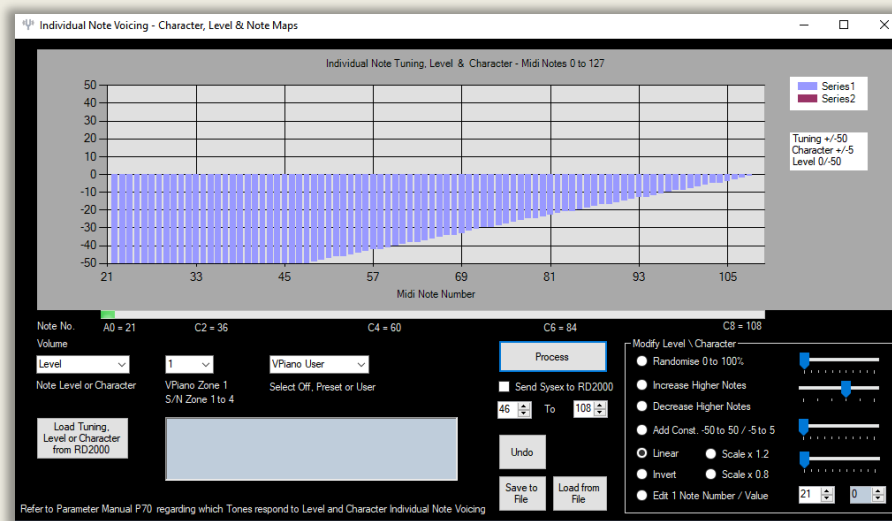 Individual Note Voicing - Character, Level & Note Maps
Individual Note Tuning, Level & Character - Midi Notes 0 to 127
50
40
30
20
10
0
-10
-20
-30
-40
-50
21 33 45 57 69 81 93 105
Midi Note Number
Series1
Series2
Tuning +/-50
Character +/-5
Level 0/-50
Note No. A0 = 21 C2 = 36 C4 = 60 C6 = 84 C8 = 108
Volume
Level 1 VPiano User
Note Level or Character
VPiano Zone 1
S/N Zone 1 to 4
Select Off, Preset or User
Load Tuning,
Level or Character
from RD2000
Process
Send Sysex to RD2000
46 To 108
Undo
Save to
File
Load from
File
Modify Level \ Character
Randomise 0 to 100%
Increase Higher Notes
Decrease Higher Notes
Add Const. -50 to 50 / -5 to 5
Linear Scale x 1.2
Invert Scale x 0.8
Edit 1 Note Number / Value 21 0
Refer to Parameter Manual P70 regarding which Tones respond to Level and Character Individual Note Voicing